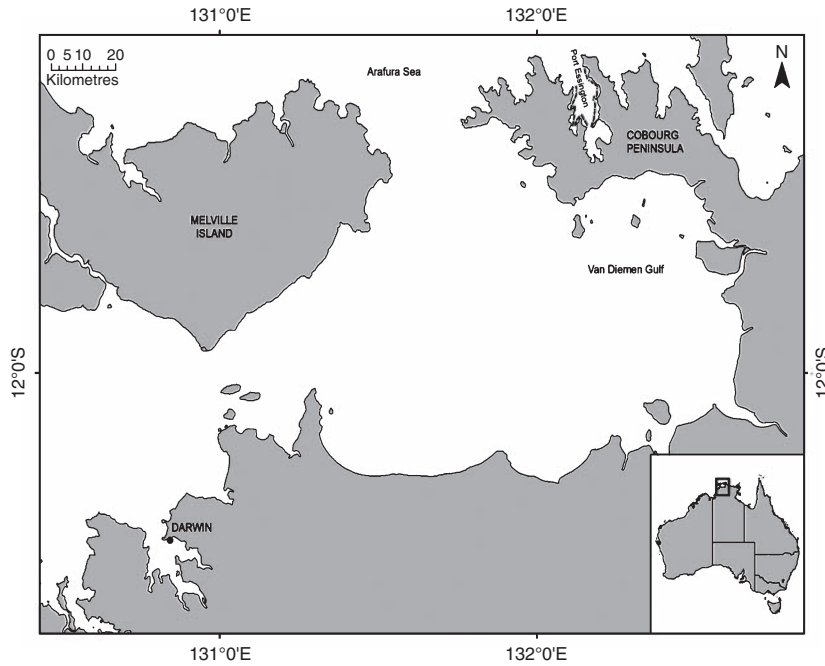 131°0'E 132°0'E
0 5 10 20
Kilometres
Arafura Sea
N
Port Essington
COBOURG
PENINSULA
MELVILLE
ISLAND
Van Diemen Gulf
12°0'S 12°0'S
DARWIN
131°0'E 132°0'E